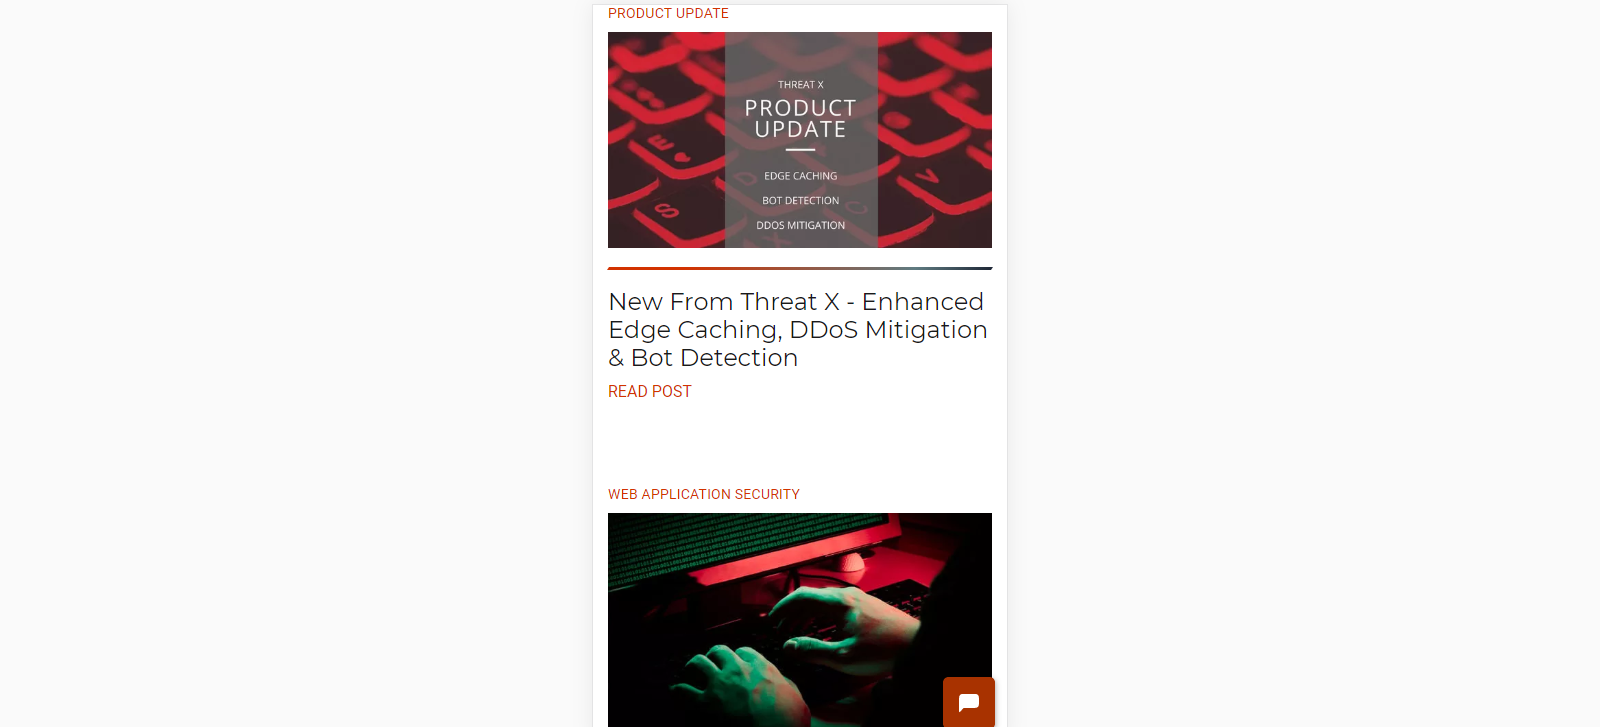 PRODUCT UPDATE
THREAT X
PRODUCT
UPDATE
EDGE CACHING
BOT DETECTION
DDOS MITIGATION
New From Threat X - Enhanced
Edge Caching, DDoS Mitigation
& Bot Detection
READ POST
WEB APPLICATION SECURITY